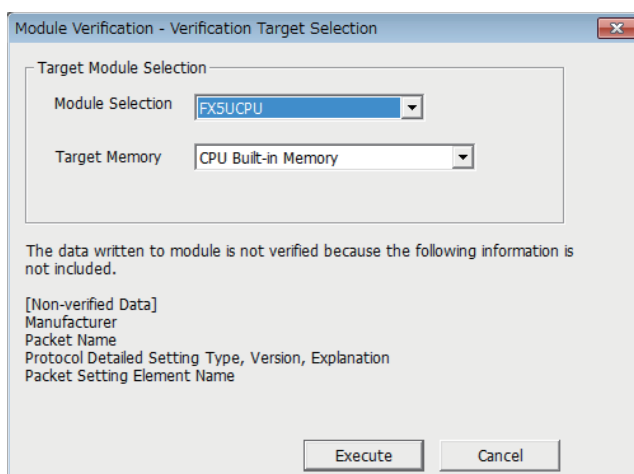 Module Verification - Verification Target Selection
Target Module Selection
Module Selection
FX5UCPU
Target Memory
CPU Built-in Memory
The data written to module is not verified because the following information is
not included.
[Non-verified Data]
Manufacturer
Packet Name
Protocol Detailed Setting Type, Version, Explanation
Packet Setting Element Name
Execute
Cancel